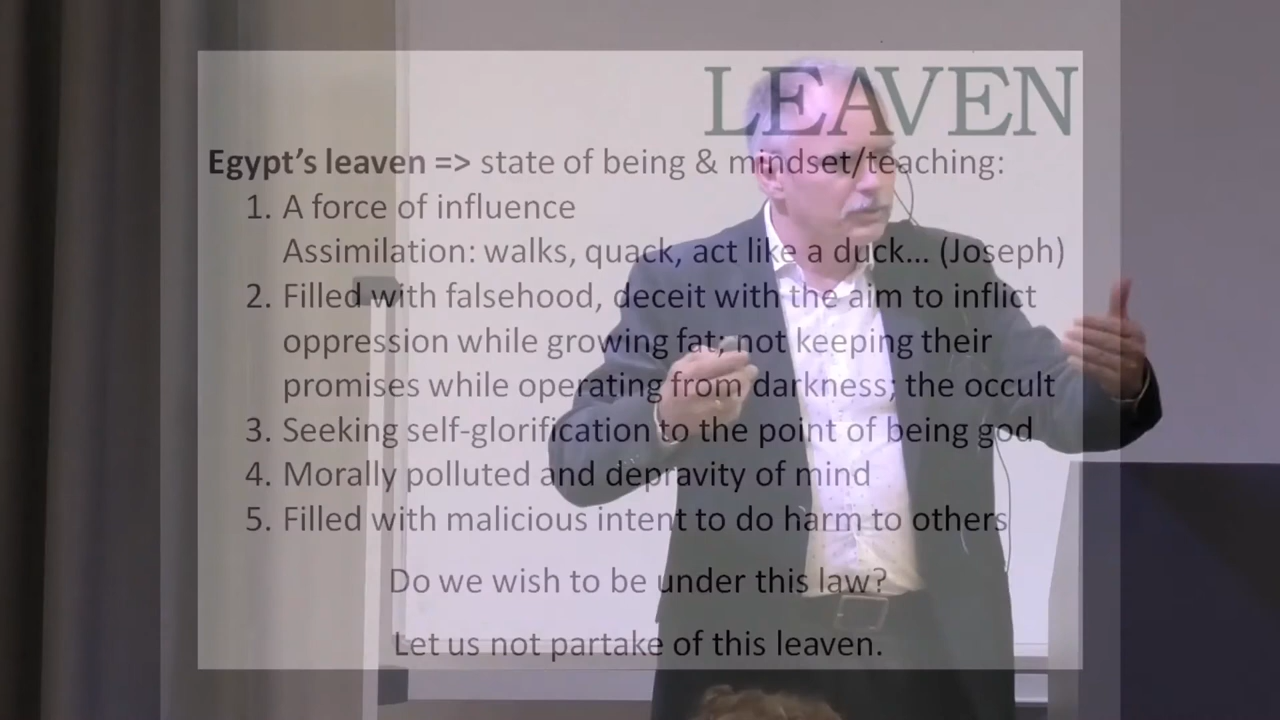 LEAVEN
Egypt's leaven => state of being & mindset/teaching:
1. A force of influence
Assimilation: walks, quack, act like a duck... (Joseph)
2. Filled with falsehood, deceit with the aim to inflict
oppression while growing fat; not keeping their
promises while operating from darkness; the occult
3. Seeking self-glorification to the point of being god
4. Morally polluted and depravity of mind
5. Filled with malicious intent to do harm to others
Do we wish to be under this law?
Let us not partake of this leaven.